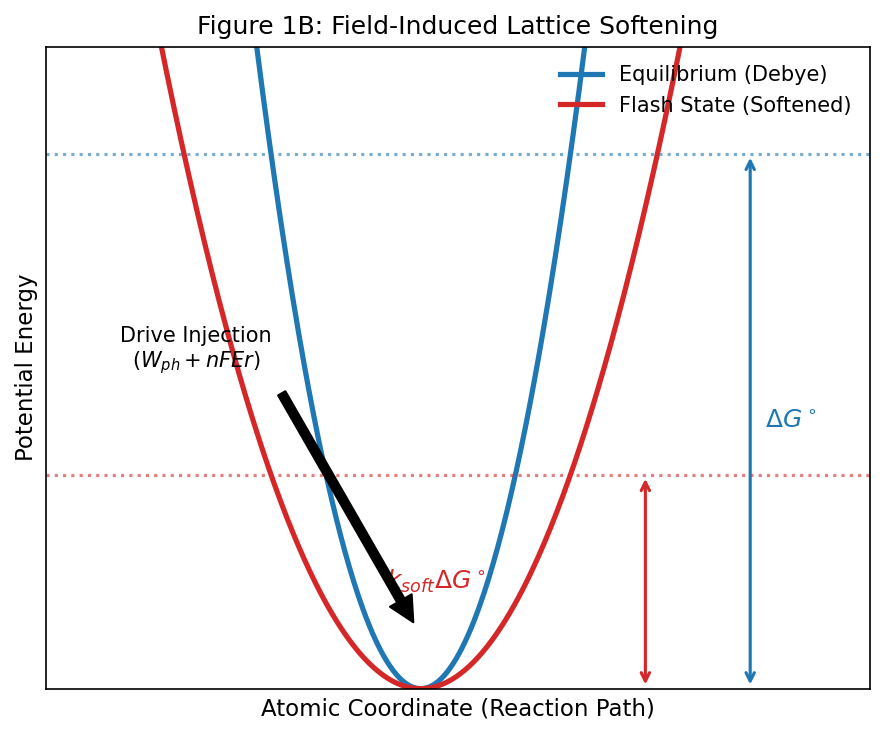 Figure 1B: Field-Induced Lattice Softening
Equilibrium (Debye)
Flash State (Softened)
Drive Injection
(W_ph + nFEr)
ΔG°
k_soft ΔG°
Potential Energy
Atomic Coordinate (Reaction Path)